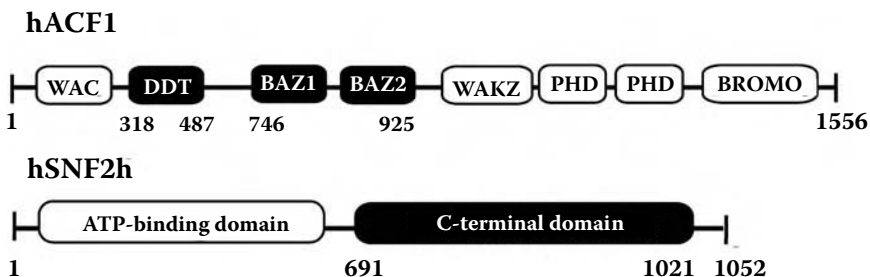 hACF1
WAC DDT BAZ1 BAZ2 WAKZ PHD PHD BROMO
1 318 487 746 925 1556
hSNF2h
ATP-binding domain C-terminal domain
1 691 1021 1052